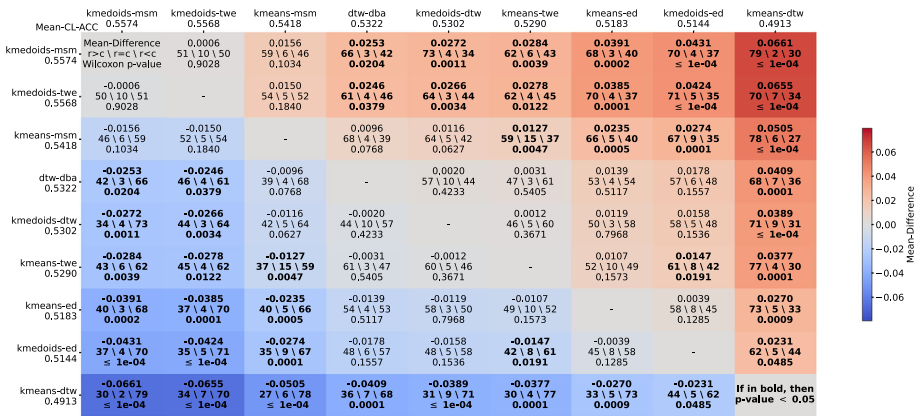 kmedoids-msm kmedoids-twe kmeans-msm dtw-dba kmedoids-dtw kmeans-twe kmeans-ed kmedoids-ed kmeans-dtw
Mean-CL-ACC 0.5574 0.5568 0.5418 0.5322 0.5302 0.5290 0.5183 0.5144 0.4913
kmedoids-msm 0.5574
Mean-Difference
r>c \ r=c \ r<c
Wilcoxon p-value
0.0006
51 \ 10 \ 50
0.9028
0.0156
59 \ 6 \ 46
0.1034
0.0253
66 \ 3 \ 42
0.0204
0.0272
73 \ 4 \ 34
0.0011
0.0284
62 \ 6 \ 43
0.0039
0.0391
68 \ 3 \ 40
0.0002
0.0431
70 \ 4 \ 37
≤ 1e-04
0.0661
79 \ 2 \ 30
≤ 1e-04
kmedoids-twe 0.5568
-0.0006
50 \ 10 \ 51
0.9028
-
0.0150
54 \ 5 \ 52
0.1840
0.0246
61 \ 4 \ 46
0.0379
0.0266
64 \ 3 \ 44
0.0034
0.0278
62 \ 4 \ 45
0.0122
0.0385
70 \ 4 \ 37
0.0001
0.0424
71 \ 5 \ 35
≤ 1e-04
0.0655
70 \ 7 \ 34
≤ 1e-04
kmeans-msm 0.5418
-0.0156
46 \ 6 \ 59
0.1034
-0.0150
52 \ 5 \ 54
0.1840
-
0.0096
68 \ 4 \ 39
0.0768
0.0116
64 \ 5 \ 42
0.0627
0.0127
59 \ 15 \ 37
0.0047
0.0235
66 \ 5 \ 40
0.0005
0.0274
67 \ 9 \ 35
0.0001
0.0505
78 \ 6 \ 27
≤ 1e-04
dtw-dba 0.5322
-0.0253
42 \ 3 \ 66
0.0204
-0.0246
46 \ 4 \ 61
0.0379
-0.0096
39 \ 4 \ 68
0.0768
-
0.0020
57 \ 10 \ 44
0.4233
0.0031
47 \ 3 \ 61
0.5405
0.0139
53 \ 4 \ 54
0.5117
0.0178
57 \ 6 \ 48
0.1557
0.0409
68 \ 7 \ 36
0.0001
kmedoids-dtw 0.5302
-0.0272
34 \ 4 \ 73
0.0011
-0.0266
44 \ 3 \ 64
0.0034
-0.0116
42 \ 5 \ 64
0.0627
-0.0020
44 \ 10 \ 57
0.4233
-
0.0012
46 \ 5 \ 60
0.3671
0.0119
50 \ 3 \ 58
0.7968
0.0158
58 \ 5 \ 48
0.1536
0.0389
71 \ 9 \ 31
≤ 1e-04
kmeans-twe 0.5290
-0.0284
43 \ 6 \ 62
0.0039
-0.0278
45 \ 4 \ 62
0.0122
-0.0127
37 \ 15 \ 59
0.0047
-0.0031
61 \ 3 \ 47
0.5405
-0.0012
60 \ 5 \ 46
0.3671
-
0.0107
52 \ 10 \ 49
0.1573
0.0147
61 \ 8 \ 42
0.0191
0.0377
77 \ 4 \ 30
0.0001
kmeans-ed 0.5183
-0.0391
40 \ 3 \ 68
0.0002
-0.0385
37 \ 4 \ 70
0.0001
-0.0235
40 \ 5 \ 66
0.0005
-0.0139
54 \ 4 \ 53
0.5117
-0.0119
58 \ 3 \ 50
0.7968
-0.0107
49 \ 10 \ 52
0.1573
-
0.0039
58 \ 8 \ 45
0.1285
0.0270
73 \ 5 \ 33
0.0009
kmedoids-ed 0.5144
-0.0431
37 \ 4 \ 70
≤ 1e-04
-0.0424
35 \ 5 \ 71
≤ 1e-04
-0.0274
35 \ 9 \ 67
0.0001
-0.0178
48 \ 6 \ 57
0.1557
-0.0158
48 \ 5 \ 58
0.1536
-0.0147
42 \ 8 \ 61
0.0191
-0.0039
45 \ 8 \ 58
0.1285
-
0.0231
62 \ 5 \ 44
0.0485
kmeans-dtw 0.4913
-0.0661
30 \ 2 \ 79
≤ 1e-04
-0.0655
34 \ 7 \ 70
≤ 1e-04
-0.0505
27 \ 6 \ 78
≤ 1e-04
-0.0409
36 \ 7 \ 68
0.0001
-0.0389
31 \ 9 \ 71
≤ 1e-04
-0.0377
30 \ 4 \ 77
0.0001
-0.0270
33 \ 5 \ 73
0.0009
-0.0231
44 \ 5 \ 62
0.0485
If in bold, then
p-value < 0.05
0.06
0.04
0.02
0.00
-0.02
-0.04
-0.06
Mean-Difference